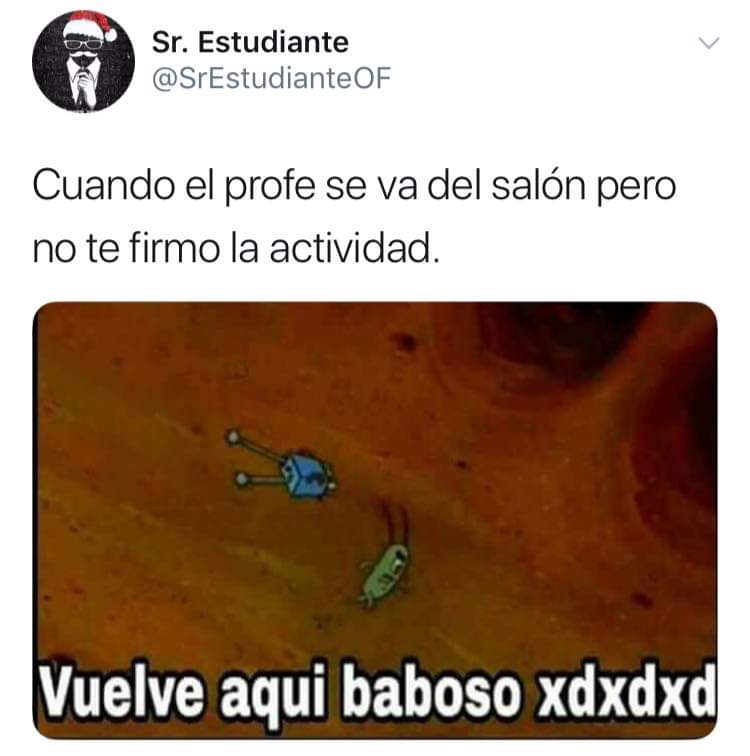 Sr. Estudiante
@SrEstudianteOF
Cuando el profe se va del salón pero
no te firmo la actividad.
Vuelve aqui baboso xdxdxd